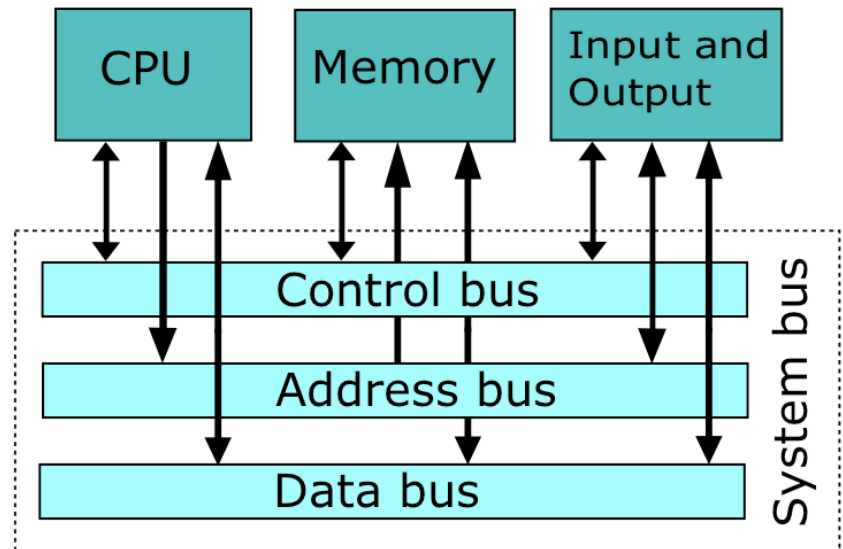 CPU
Memory
Input and
Output
Control bus
Address bus
Data bus
System bus